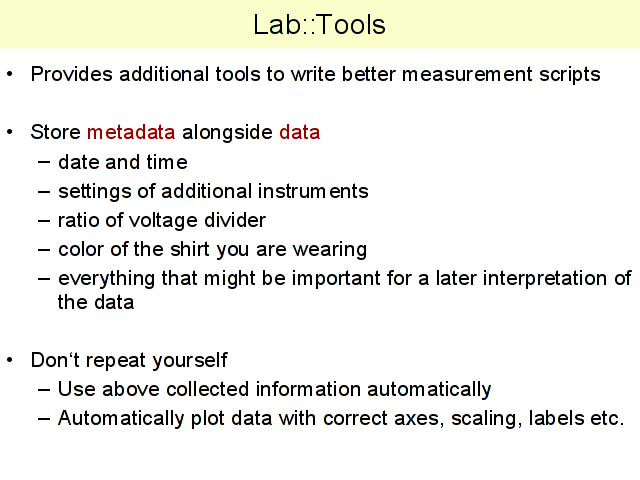 Lab::Tools
• Provides additional tools to write better measurement scripts
• Store metadata alongside data
– date and time
– settings of additional instruments
– ratio of voltage divider
– color of the shirt you are wearing
– everything that might be important for a later interpretation of
the data
• Don‘t repeat yourself
– Use above collected information automatically
– Automatically plot data with correct axes, scaling, labels etc.